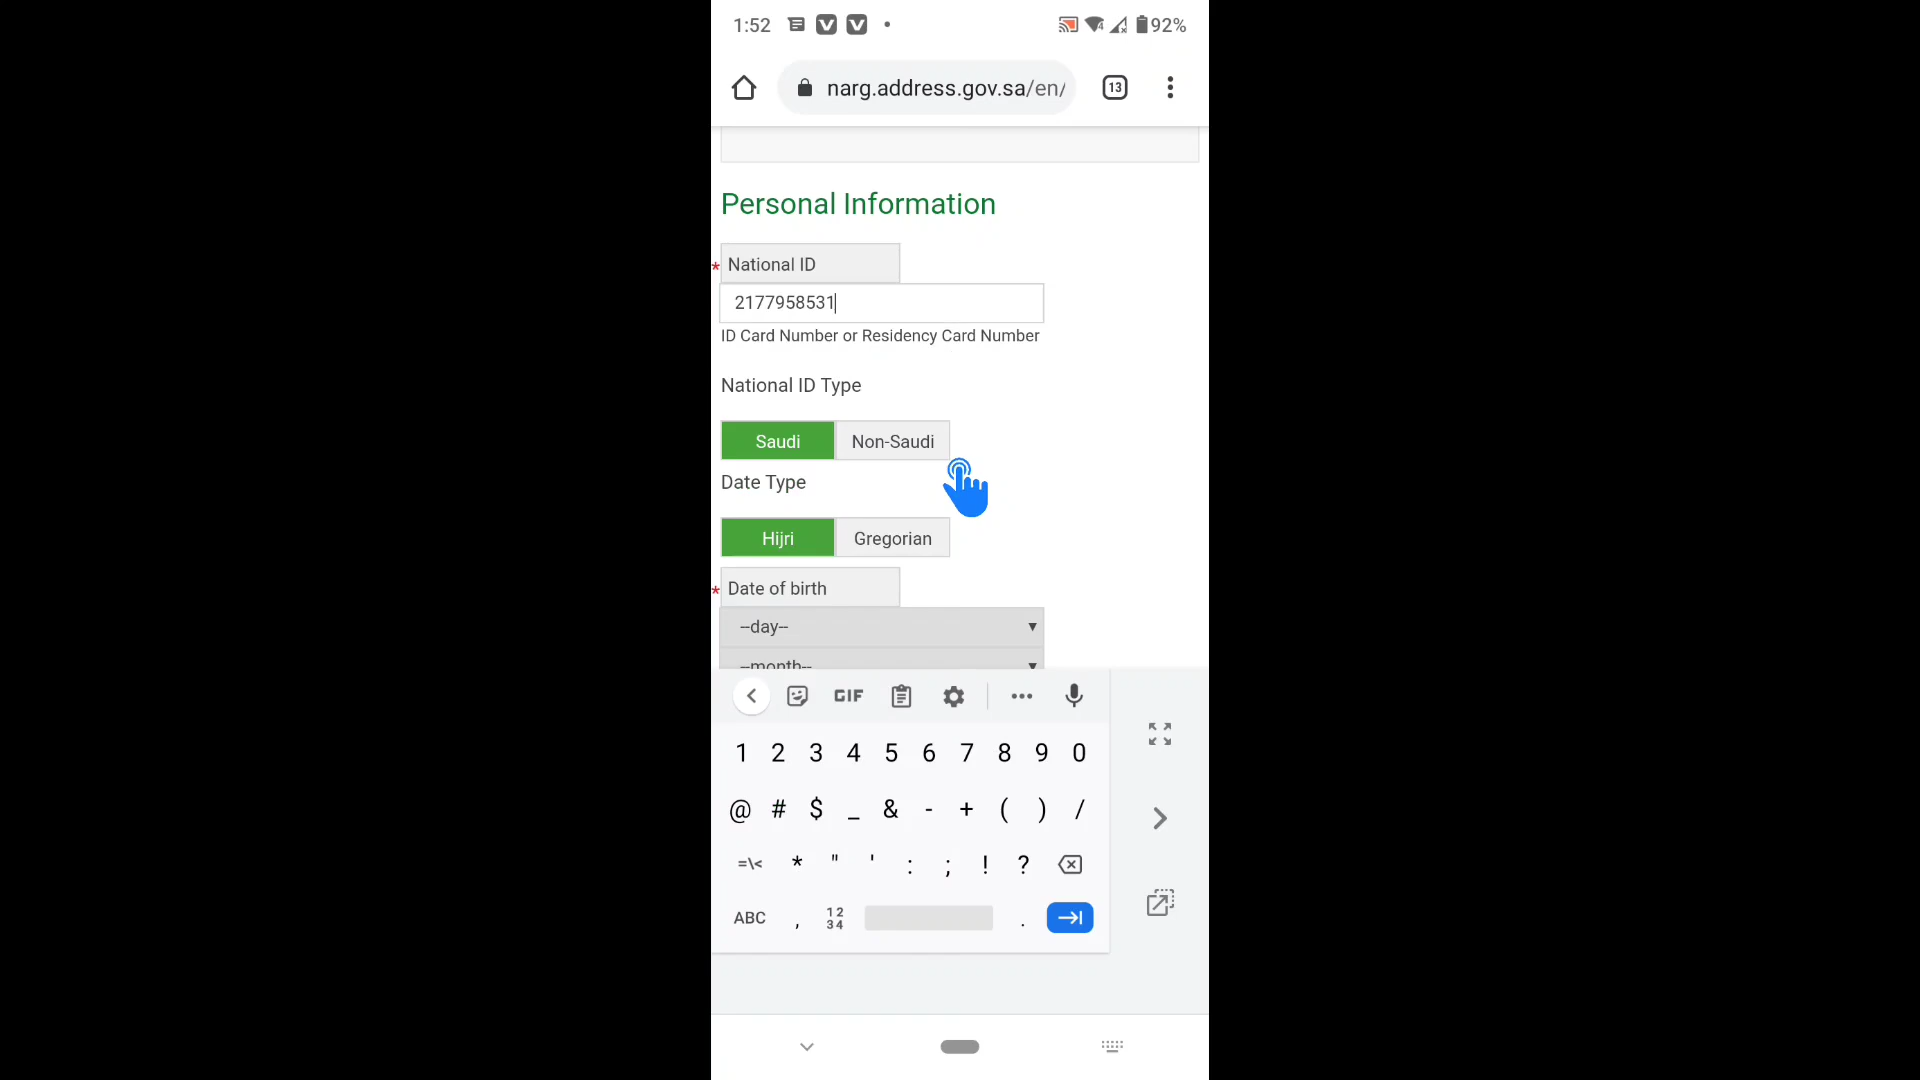 1:52
92%
narg.address.gov.sa/en/
13
Personal Information
* National ID
2177958531
ID Card Number or Residency Card Number
National ID Type
Saudi Non-Saudi
Date Type
Hijri Gregorian
* Date of birth
--day--
--month--
GIF
1 2 3 4 5 6 7 8 9 0
@ # $ _ & - + ( ) /
=\< * " ' : ; ! ?
ABC , 12 34 .